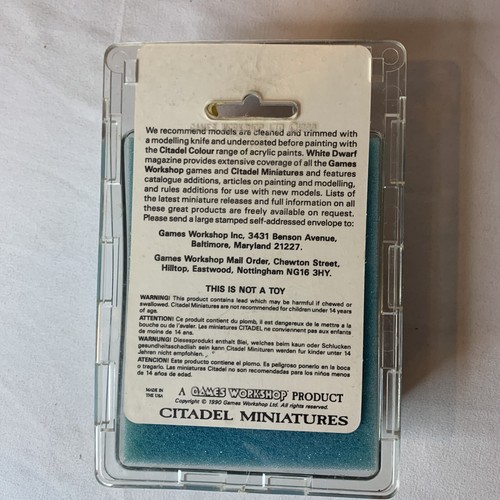 We recommend models are cleaned and trimmed with
a modelling knife and undercoated before painting with
the Citadel Colour range of acrylic paints. White Dwarf
magazine provides extensive coverage of all the Games
Workshop games and Citadel Miniatures and features
catalogue additions, articles on painting and modelling,
and rules additions for use with new models. Lists of
the latest miniature releases and full information on all
these great products are freely available on request.
Please send a large stamped self-addressed envelope to:
Games Workshop Inc, 3431 Benson Avenue,
Baltimore, Maryland 21227.
Games Workshop Mail Order, Chewton Street,
Hilltop, Eastwood, Nottingham NG16 3HY.
THIS IS NOT A TOY
WARNING! This product contains lead which may be harmful if chewed or
swallowed. Citadel Miniatures are not recommended for children under 14 years
of age.
ATTENTION! Ce produit contient du plomb, il est dangereux de le mettre a la
bouche ou de l'avaler. Les miniatures CITADEL ne conviennent pas aux enfants
de moins de 14 ans.
WARNUNG! Diesesprodukt enthalt Blei, welches beim kauen oder Schlucken
gesundheitsschadlich sein kann Citadel Minituren werden fur kinder unter 14
Jahren nicht empfohlen.
ATENCION! Este producto contiene el plomo. Es peligroso ponerlo en la boca
o tragarlo. Las miniaturas Citadel no son recomendadas para los niños menos
de 14 años de edad.
MADE IN
THE USA
A GAMES WORKSHOP PRODUCT
Copyright © 1990 Games Workshop Ltd. All rights reserved.
CITADEL MINIATURES